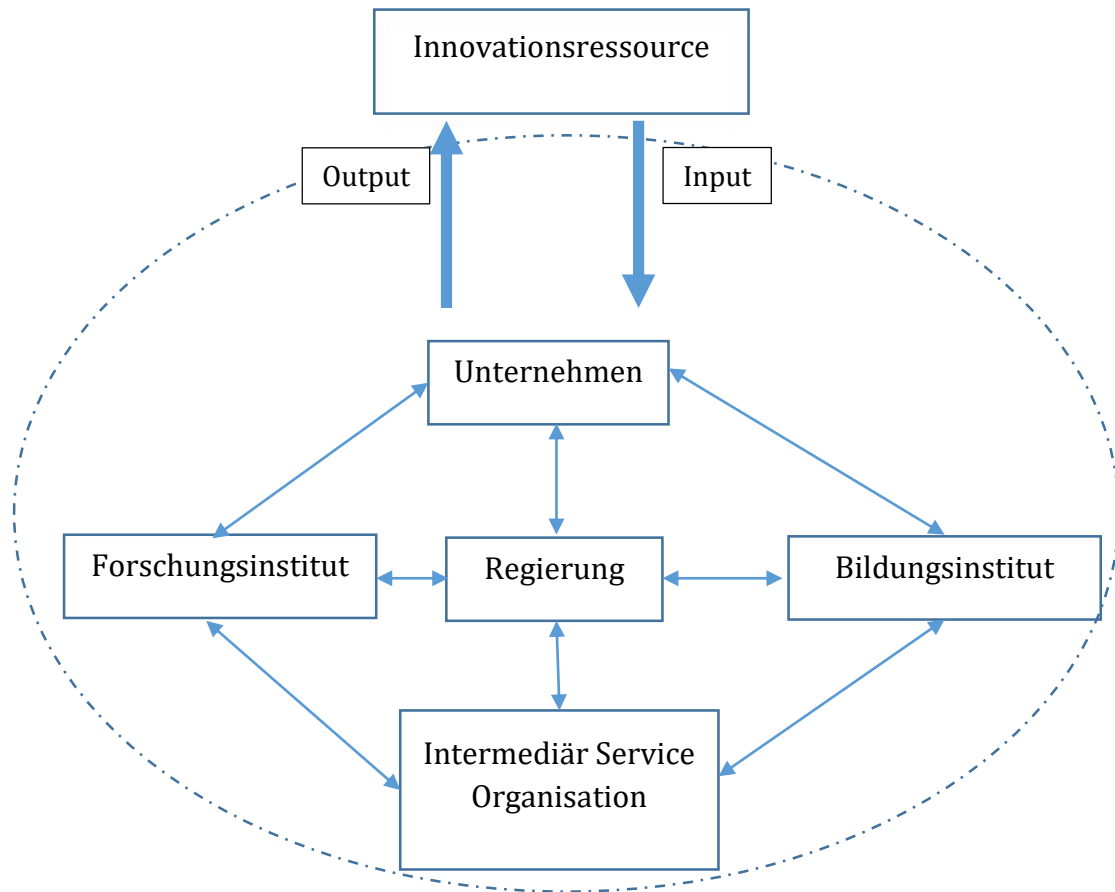 Innovationsressource
Output
Input
Unternehmen
Forschungsinstitut
Regierung
Bildungsinstitut
Intermediär Service
Organisation